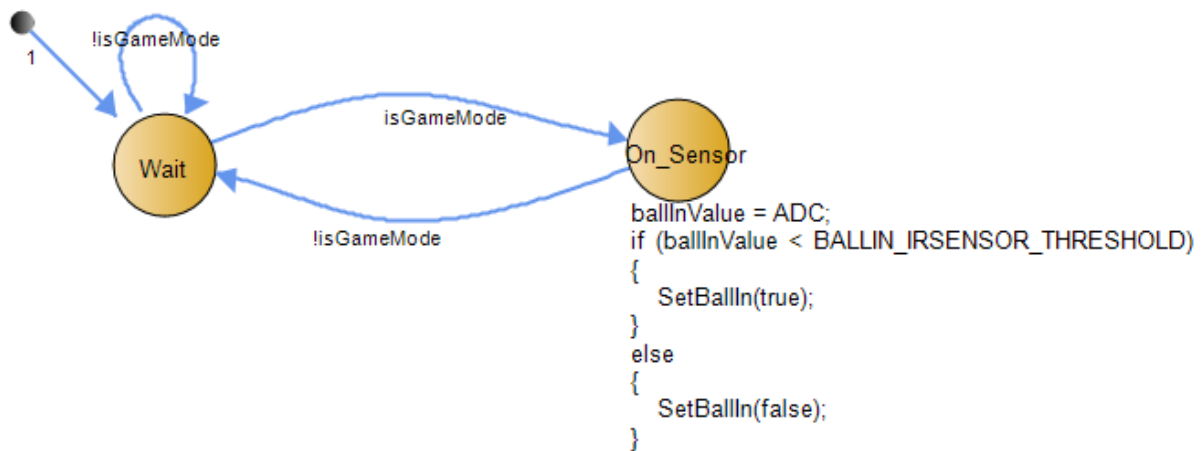 !isGameMode
1
isGameMode
Wait
On_Sensor
!isGameMode
ballInValue = ADC;
if (ballInValue < BALLIN_IRSENSOR_THRESHOLD)
{
SetBallIn(true);
}
else
{
SetBallIn(false);
}